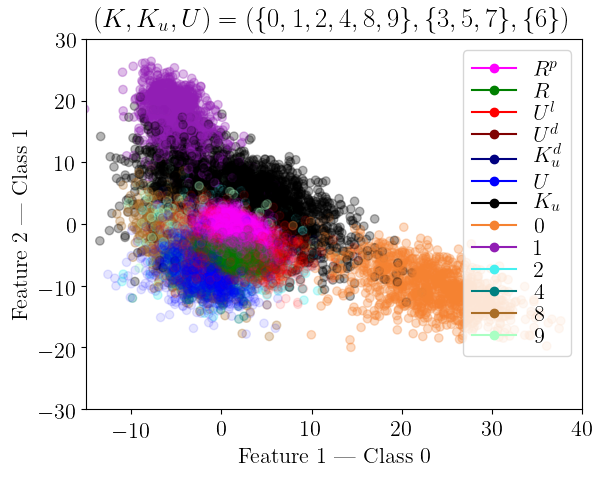 (K, K_u, U) = ({0, 1, 2, 4, 8, 9}, {3, 5, 7}, {6})
30
20
10
0
−10
−20
−30
Feature 2 — Class 1
R^p
R
U^l
U^d
K_u^d
U
K_u
0
1
2
4
8
9
−10
0
10
20
30
40
Feature 1 — Class 0